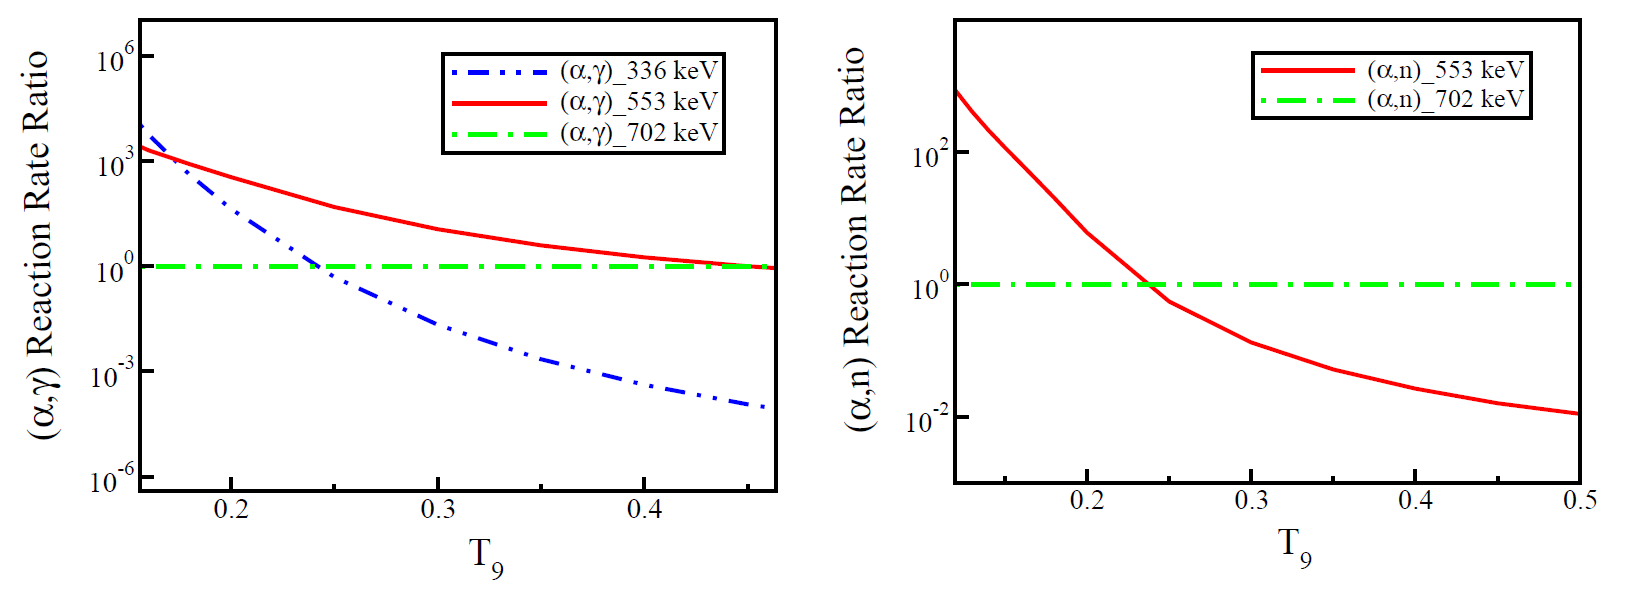 (α,γ) Reaction Rate Ratio
10^6
10^3
10^0
10^-3
10^-6
(α,γ)_336 keV
(α,γ)_553 keV
(α,γ)_702 keV
0.2 0.3 0.4
T_9
(α,n) Reaction Rate Ratio
10^2
10^0
10^-2
(α,n)_553 keV
(α,n)_702 keV
0.2 0.3 0.4 0.5
T_9